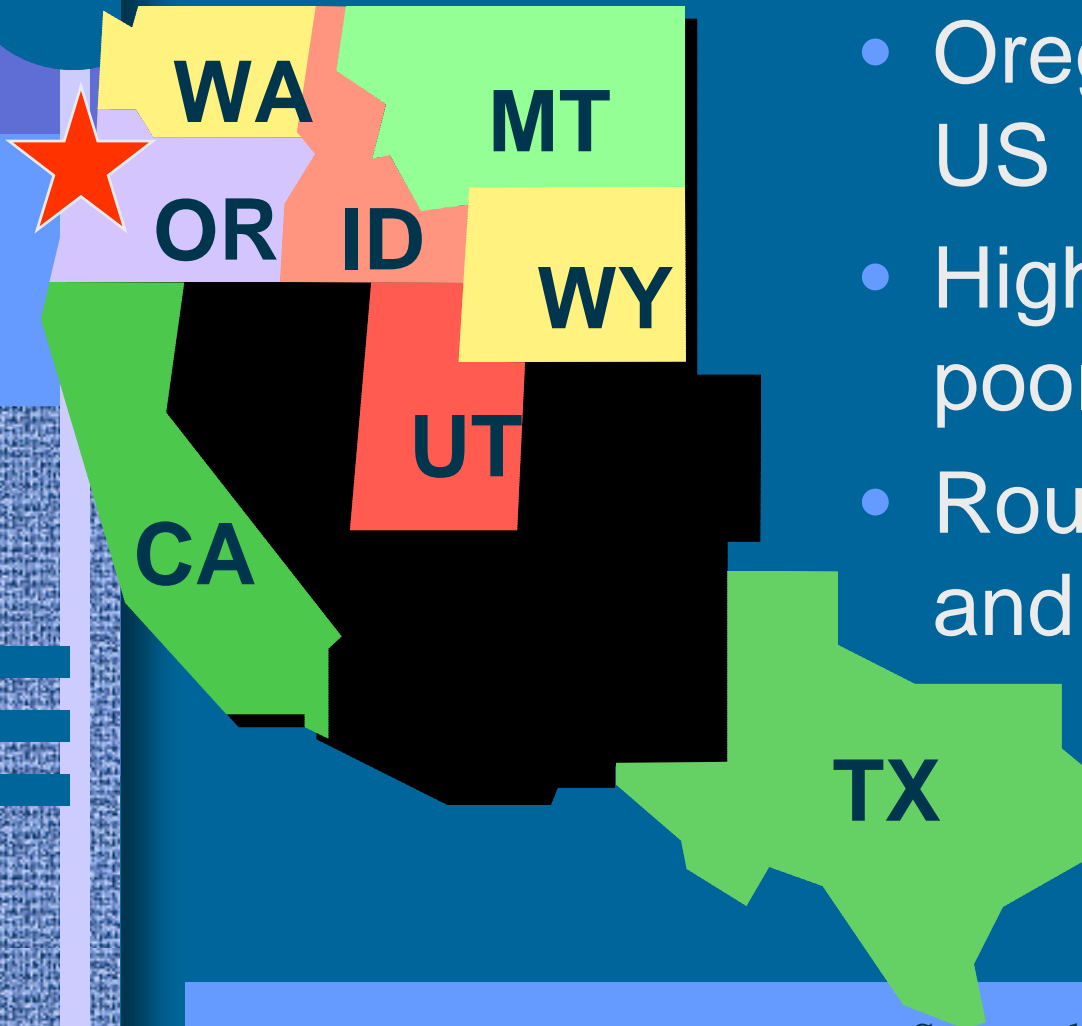 WA
MT
OR
ID
WY
UT
CA
TX
• Oreg
US
• High
poor
• Rou
and